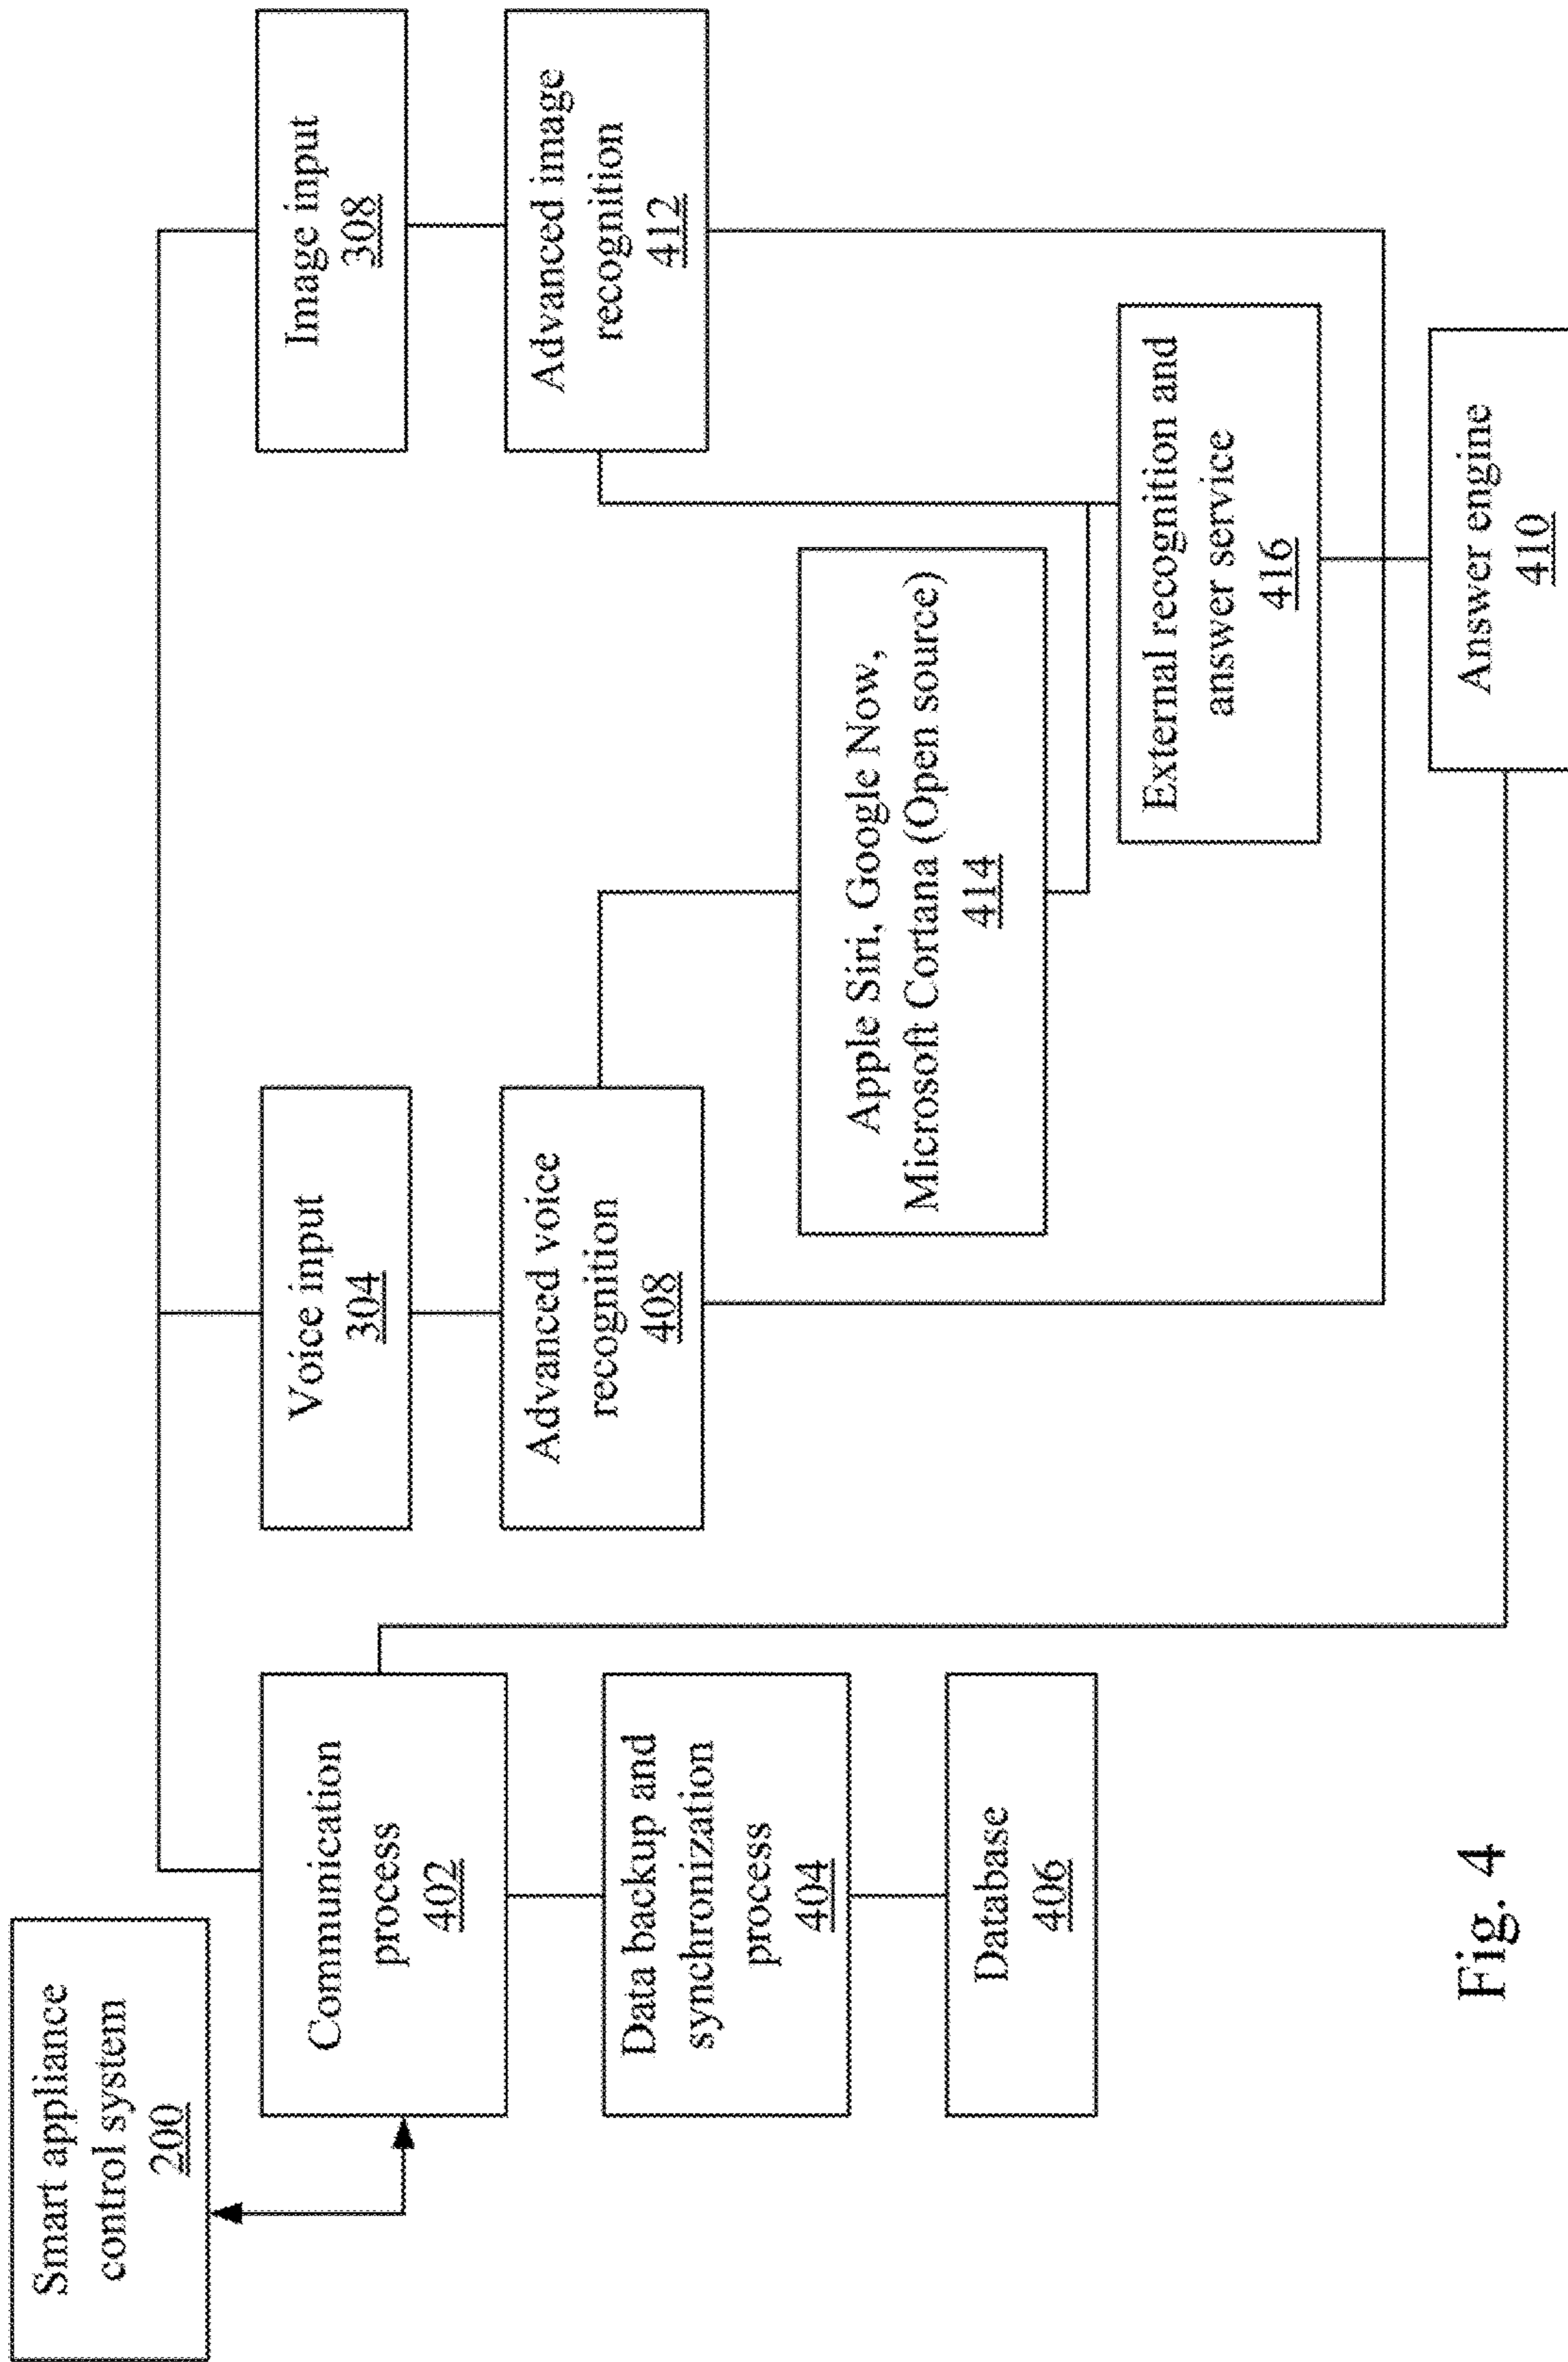 Smart appliance
control system
200
Communication
process
402
Data backup and
synchronization
process
404
Database
406
Voice input
304
Advanced voice
recognition
408
Apple Siri, Google Now,
Microsoft Cortana (Open source)
414
Image input
308
Advanced image
recognition
412
External recognition and
answer service
416
Answer engine
410
Fig. 4